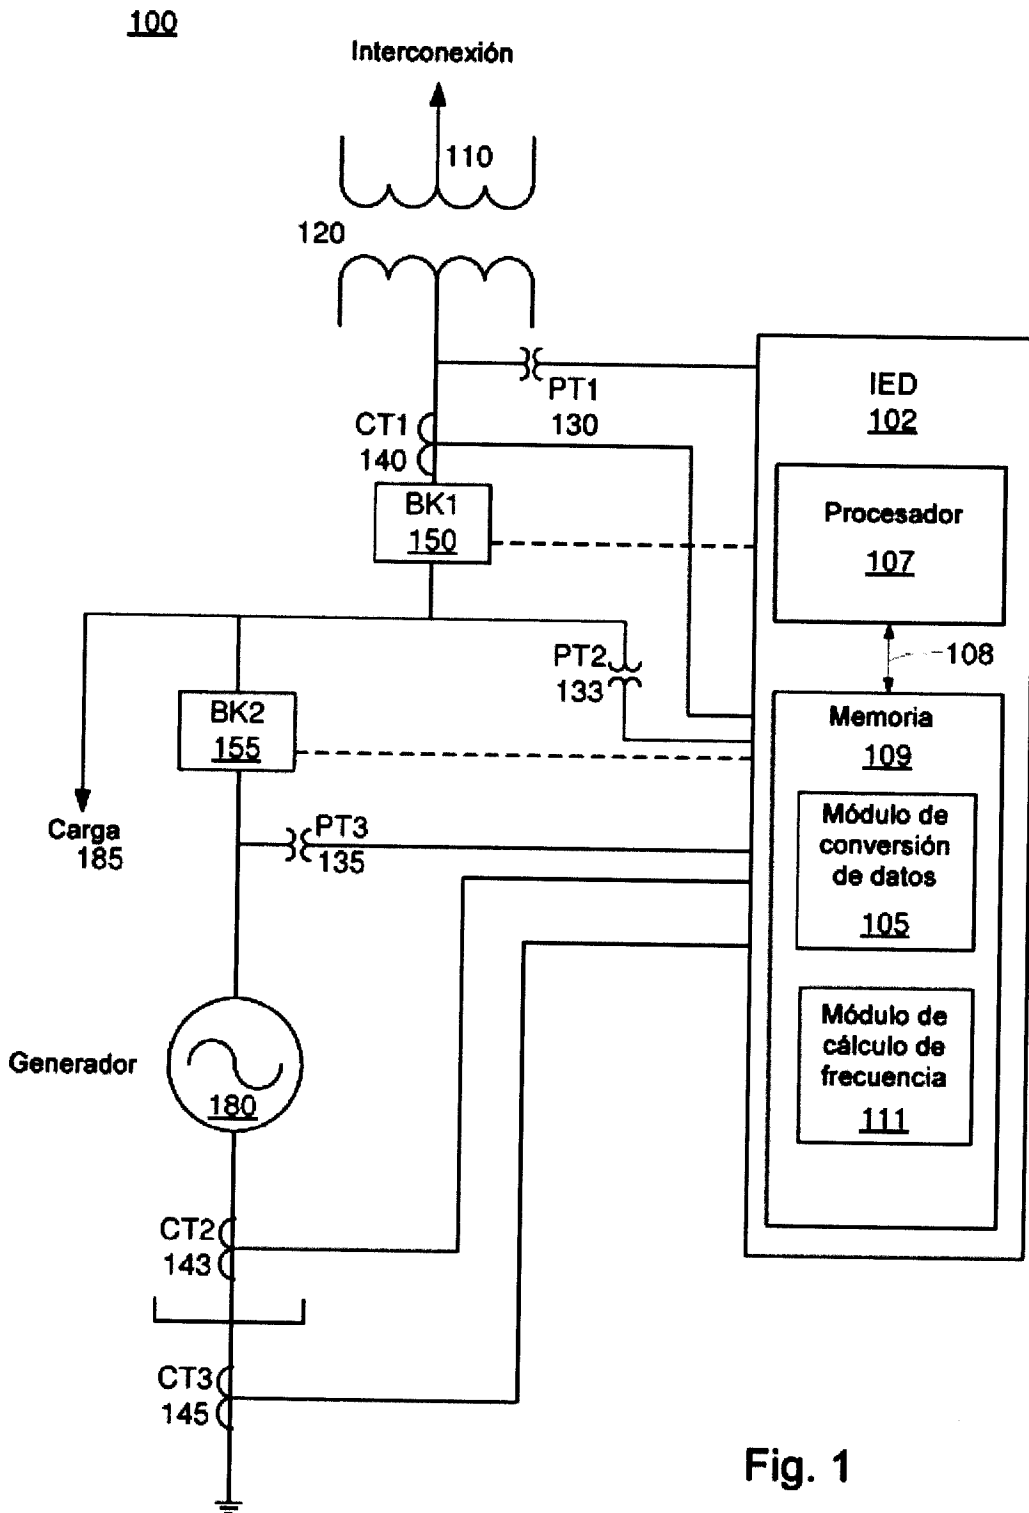 100
Interconexión
110
120
PT1
130
CT1
140
BK1
150
PT2
133
BK2
155
Carga
185
PT3
135
Generador
180
CT2
143
CT3
145
IED
102
Procesador
107
108
Memoria
109
Módulo de
conversión
de datos
105
Módulo de
cálculo de
frecuencia
111
Fig. 1